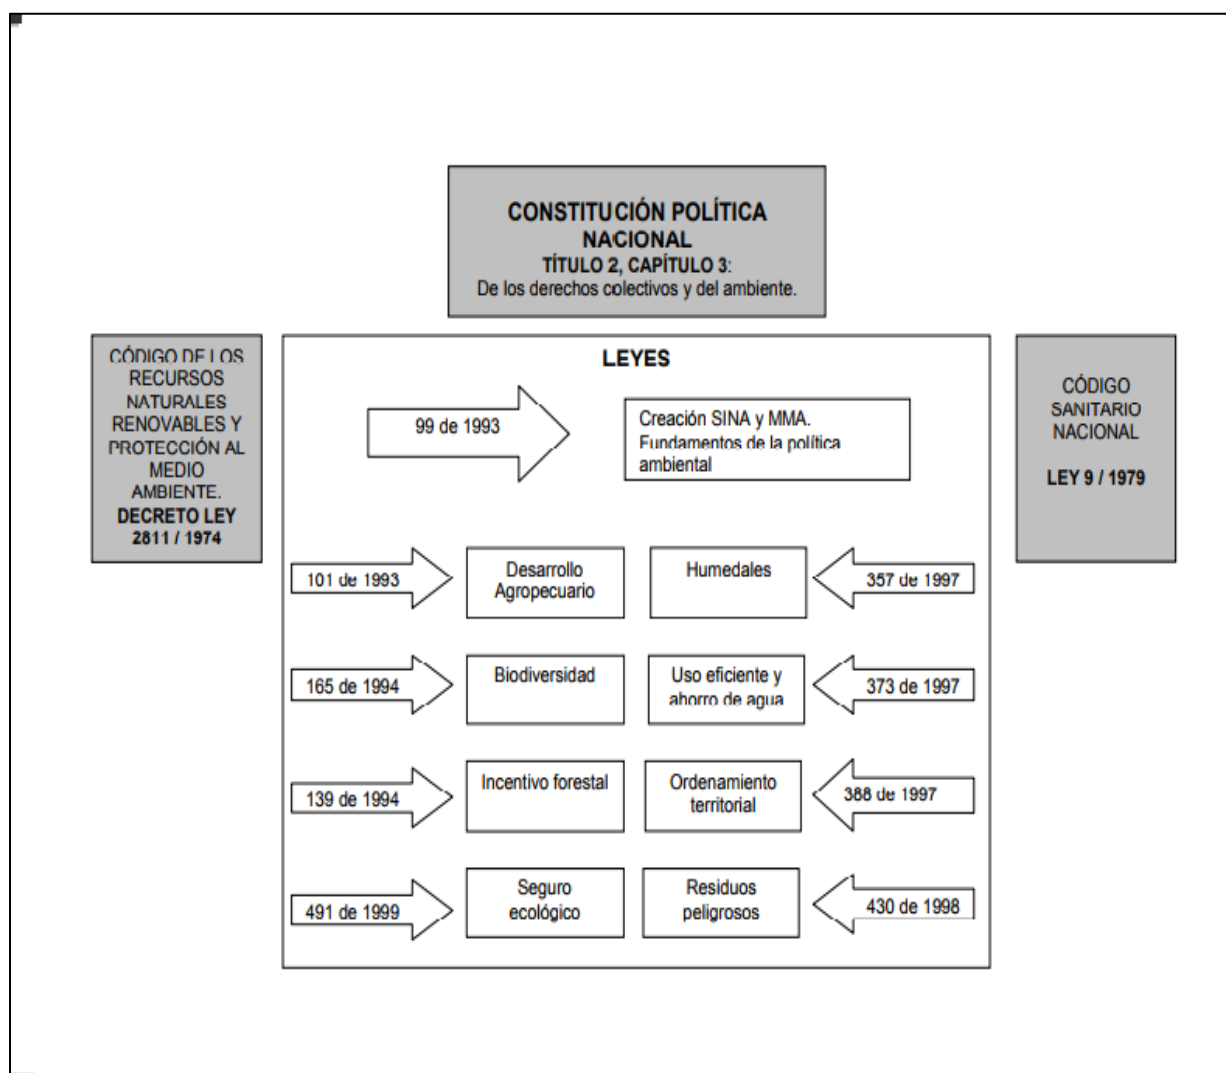 CONSTITUCIÓN POLÍTICA
NACIONAL
TÍTULO 2, CAPÍTULO 3:
De los derechos colectivos y del ambiente.
CÓDIGO DE LOS
RECURSOS
NATURALES
RENOVABLES Y
PROTECCIÓN AL
MEDIO
AMBIENTE.
DECRETO LEY
2811 / 1974
LEYES
99 de 1993
Creación SINA y MMA.
Fundamentos de la política
ambiental
CÓDIGO
SANITARIO
NACIONAL
LEY 9 / 1979
101 de 1993
Desarrollo
Agropecuario
Humedales
357 de 1997
165 de 1994
Biodiversidad
Uso eficiente y
ahorro de agua
373 de 1997
139 de 1994
Incentivo forestal
Ordenamiento
territorial
388 de 1997
491 de 1999
Seguro
ecológico
Residuos
peligrosos
430 de 1998